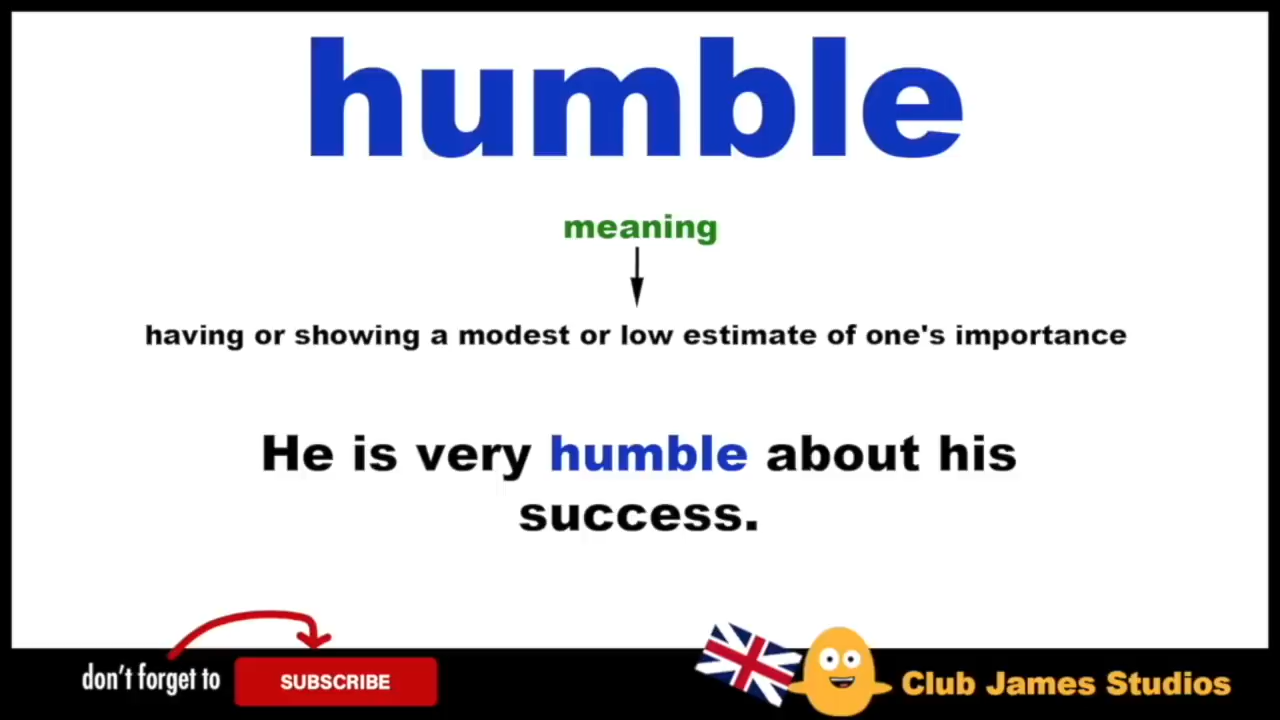 humble
meaning
having or showing a modest or low estimate of one's importance
He is very humble about his
success.
don't forget to
SUBSCRIBE
Club James Studios